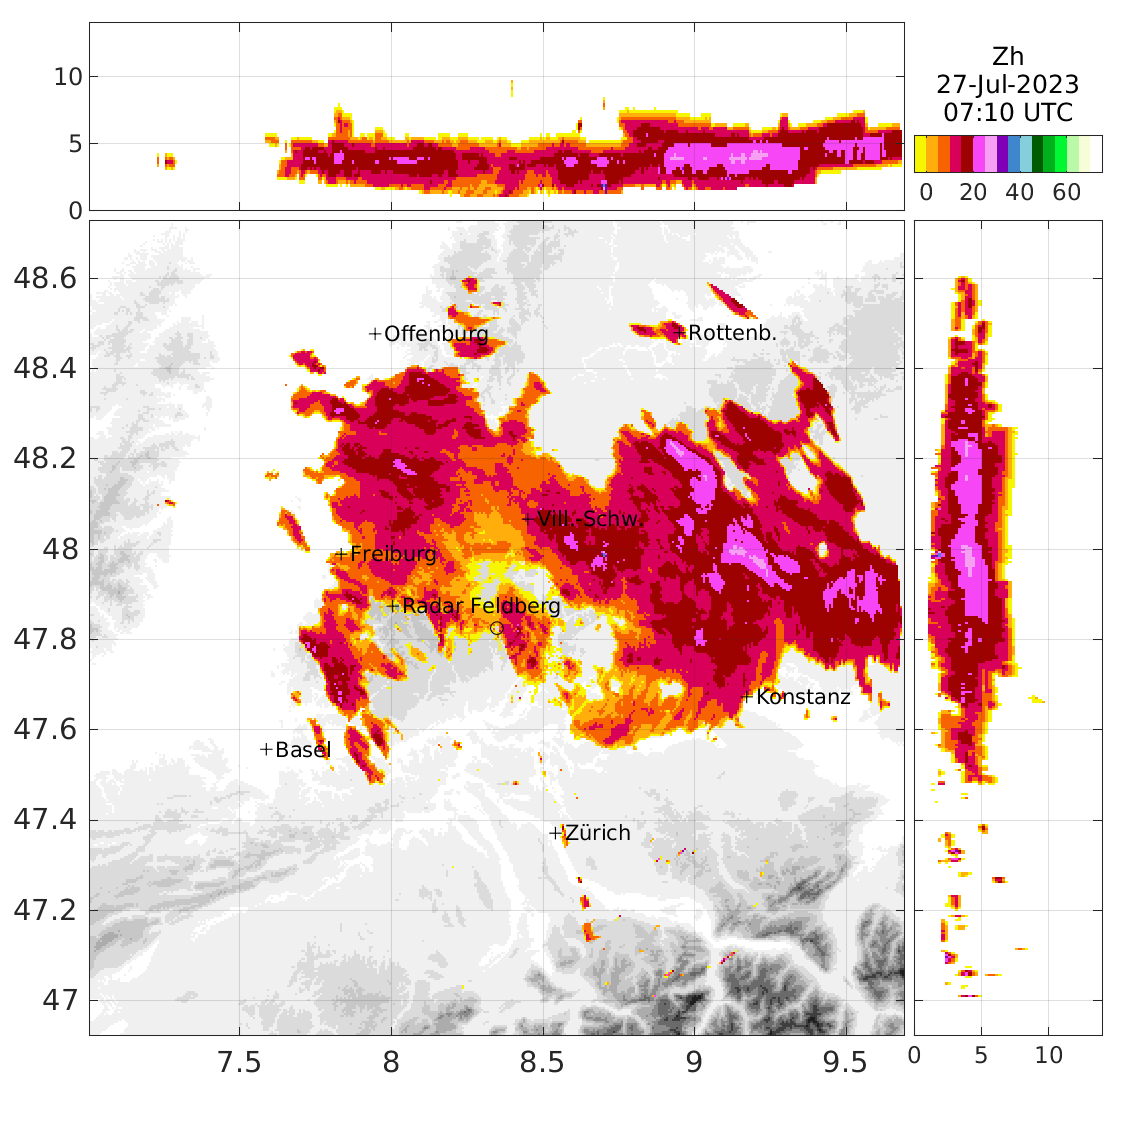 10
5
0
Zh
27-Jul-2023
07:10 UTC
0 20 40 60
48.6
48.4
48.2
48
47.8
47.6
47.4
47.2
47
+Offenburg
+Rottenb.
+Vill.-Schw.
+Freiburg
+Radar Feldberg
+Konstanz
+Basel
+Zürich
7.5 8 8.5 9 9.5
0 5 10